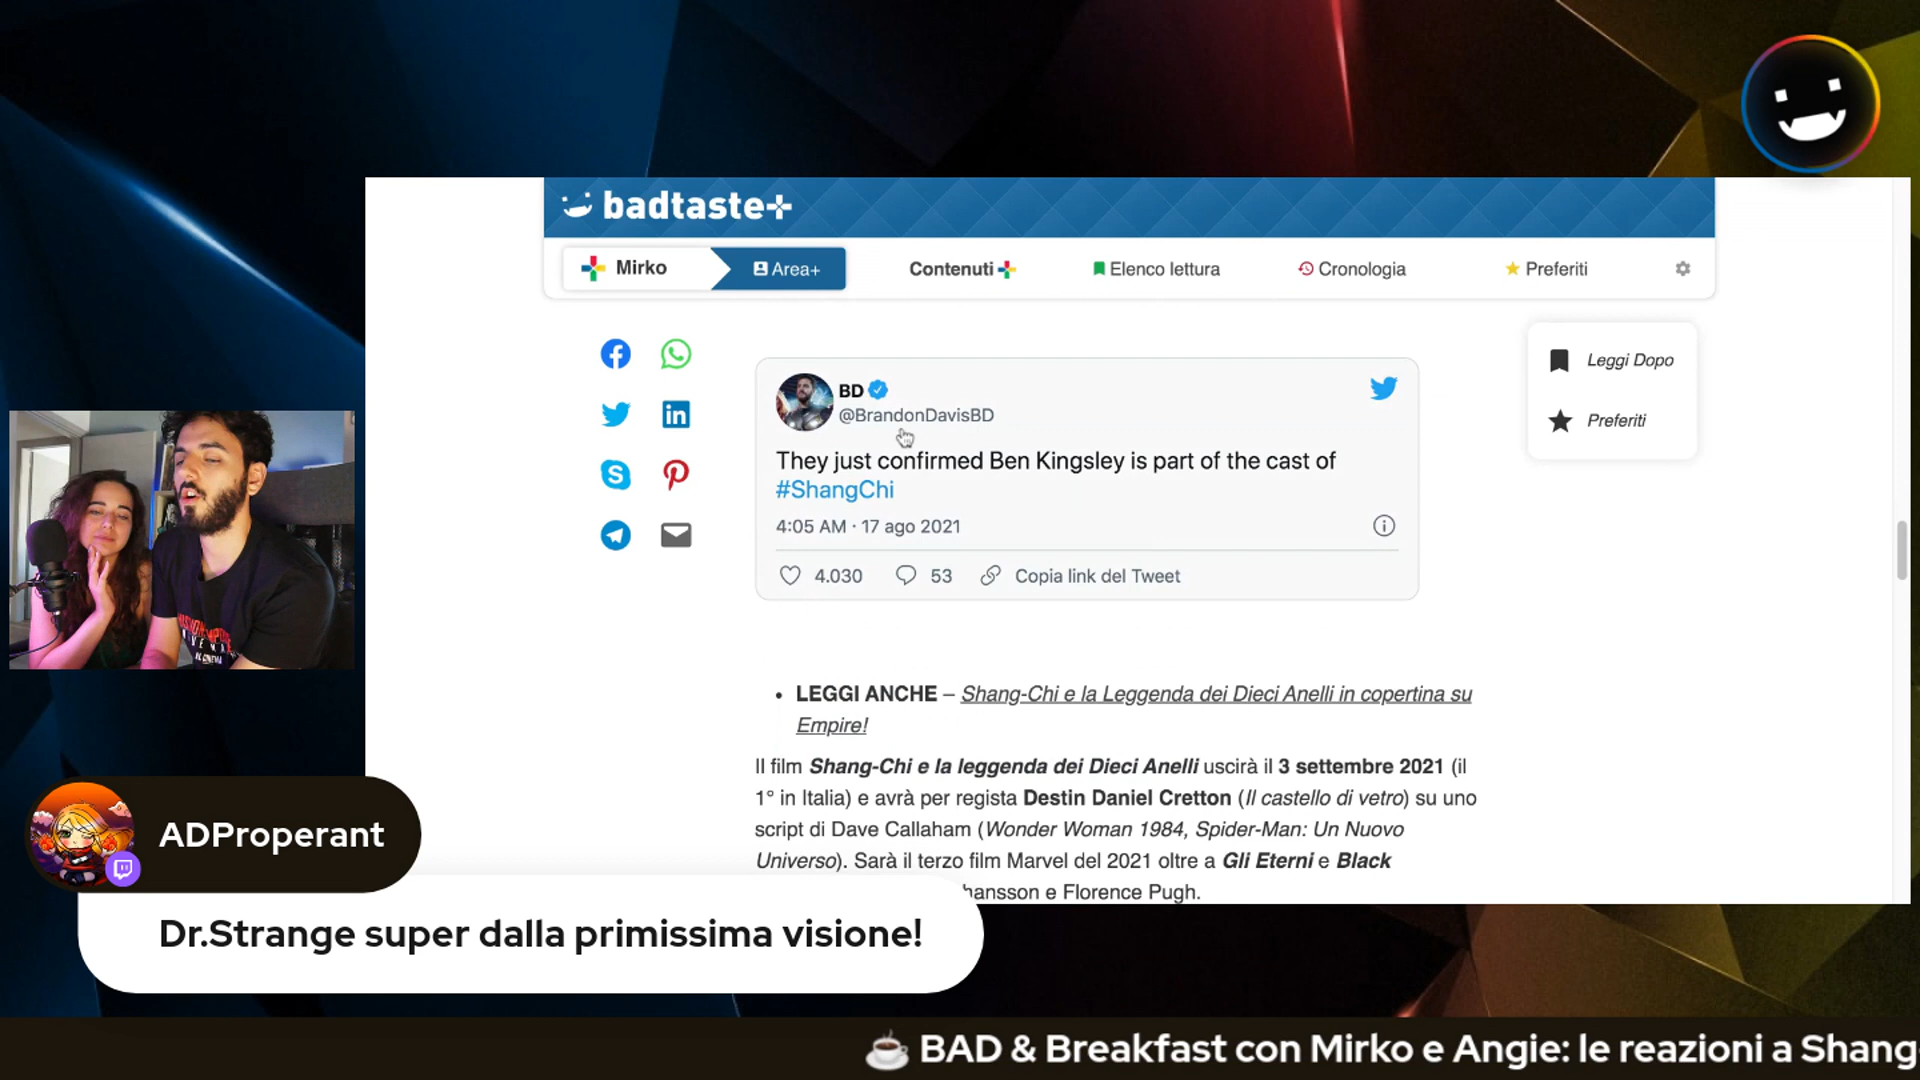 badtaste+
Mirko
Area+
Contenuti
Elenco lettura
Cronologia
Preferiti
Leggi Dopo
Preferiti
BD
@BrandonDavisBD
They just confirmed Ben Kingsley is part of the cast of
#ShangChi
4:05 AM · 17 ago 2021
4.030
53
Copia link del Tweet
• LEGGI ANCHE – Shang-Chi e la Leggenda dei Dieci Anelli in copertina su
Empire!
Il film Shang-Chi e la leggenda dei Dieci Anelli uscirà il 3 settembre 2021 (il
1° in Italia) e avrà per regista Destin Daniel Cretton (Il castello di vetro) su uno
script di Dave Callaham (Wonder Woman 1984, Spider-Man: Un Nuovo
Universo). Sarà il terzo film Marvel del 2021 oltre a Gli Eterni e Black
hansson e Florence Pugh.
ADProperant
Dr.Strange super dalla primissima visione!
BAD & Breakfast con Mirko e Angie: le reazioni a Shang